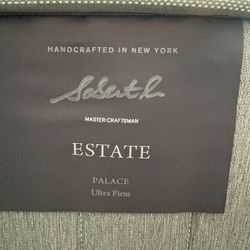 HANDCRAFTED IN NEW YORK
MASTER CRAFTSMAN
ESTATE
PALACE
Ultra Firm